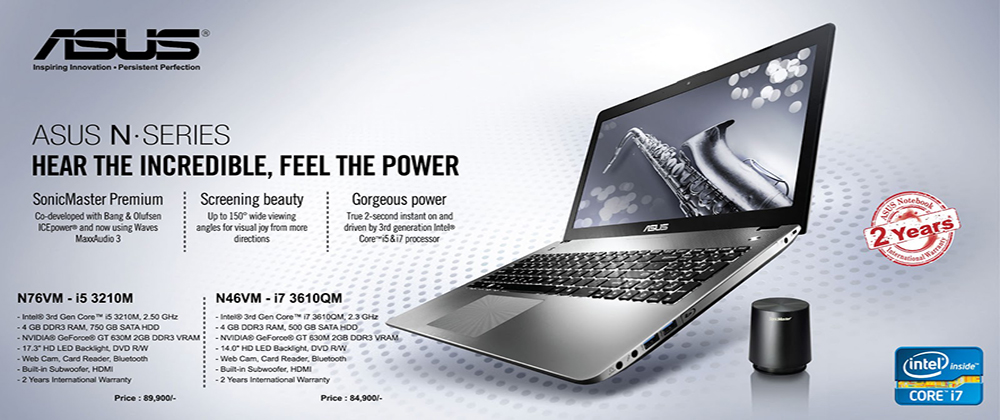 ASUS®
Inspiring Innovation • Persistent Perfection
ASUS N·SERIES
HEAR THE INCREDIBLE, FEEL THE POWER
SonicMaster Premium
Co-developed with Bang & Olufsen
ICEpower® and now using Waves
MaxxAudio 3
Screening beauty
Up to 150° wide viewing
angles for visual joy from more
directions
Gorgeous power
True 2-second instant on and
driven by 3rd generation Intel®
Core™i5&i7 processor
N76VM - i5 3210M
- Intel® 3rd Gen Core™ i5 3210M, 2.50 GHz
- 4 GB DDR3 RAM, 750 GB SATA HDD
- NVIDIA® GeForce® GT 630M 2GB DDR3 VRAM
- 17.3" HD LED Backlight, DVD R/W
- Web Cam, Card Reader, Bluetooth
- Built-in Subwoofer, HDMI
- 2 Years International Warranty
Price : 89,900/-
N46VM - i7 3610QM
- Intel® 3rd Gen Core™ i7 3610QM, 2.3 GHz
- 4 GB DDR3 RAM, 500 GB SATA HDD
- NVIDIA® GeForce® GT 630M 2GB DDR3 VRAM
- 14.0" HD LED Backlight, DVD R/W
- Web Cam, Card Reader, Bluetooth
- Built-in Subwoofer, HDMI
- 2 Years International Warranty
Price : 84,900/-
ASUS
ASUS Notebook
2 Years
International Warranty
intel® inside™
CORE™ i7